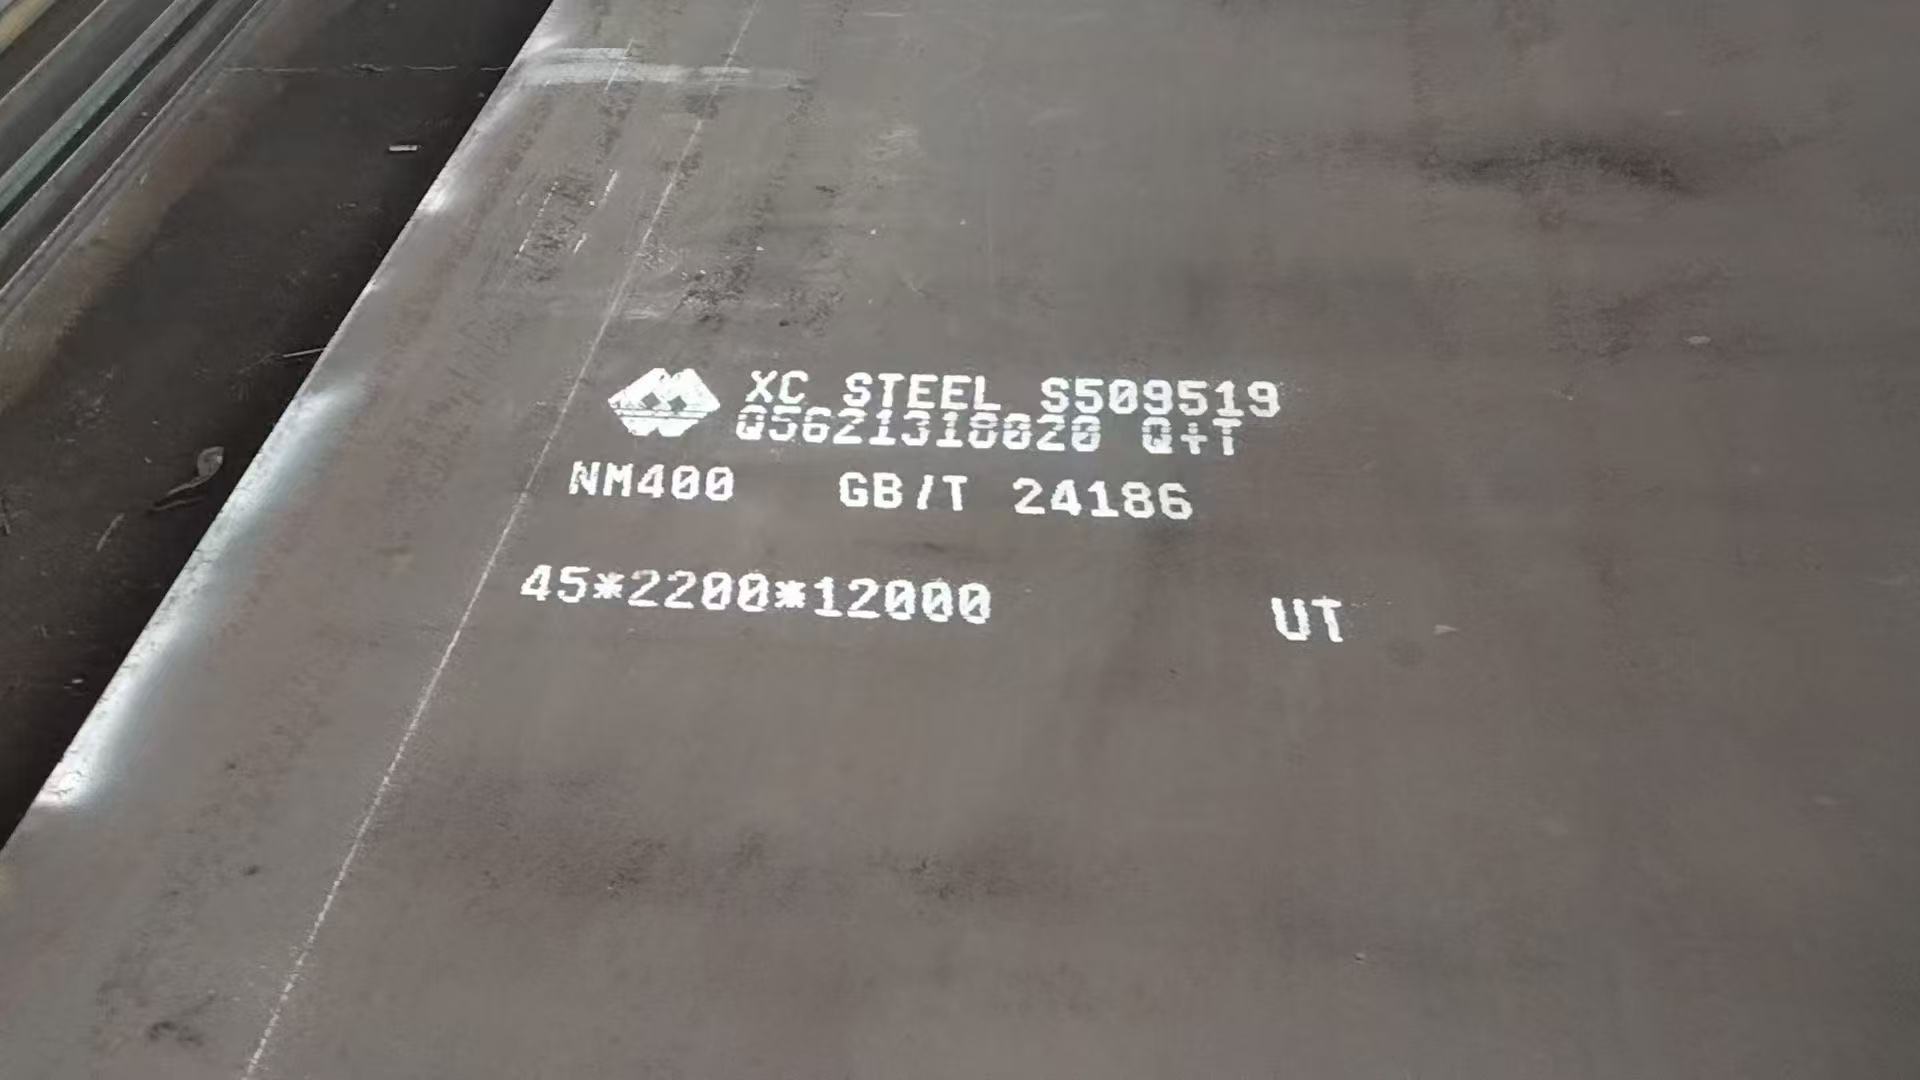 XC STEEL S509519
Q5621318020 Q+T
NM400 GB/T 24186
45*2200*12000 UT